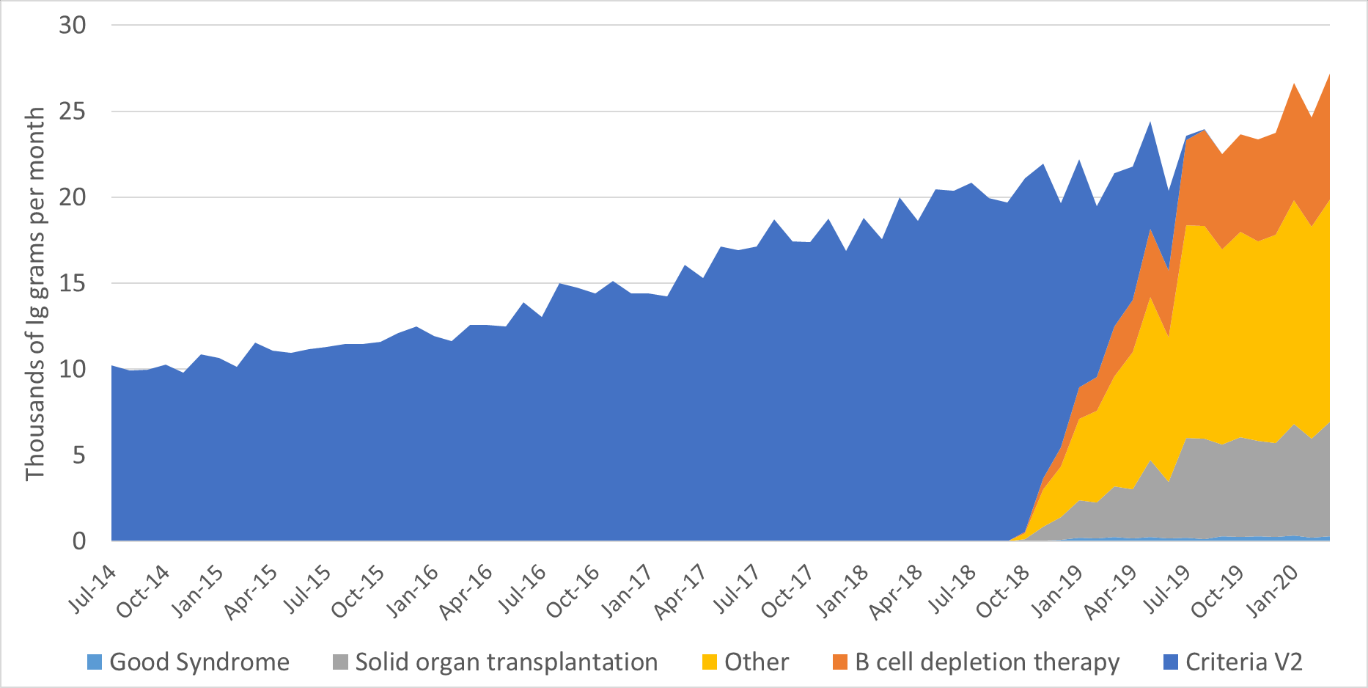 Thousands of Ig grams per month
30
25
20
15
10
5
0
Jul-14
Oct-14
Jan-15
Apr-15
Jul-15
Oct-15
Jan-16
Apr-16
Jul-16
Oct-16
Jan-17
Apr-17
Jul-17
Oct-17
Jan-18
Apr-18
Jul-18
Oct-18
Jan-19
Apr-19
Jul-19
Oct-19
Jan-20
Good Syndrome Solid organ transplantation Other B cell depletion therapy Criteria V2